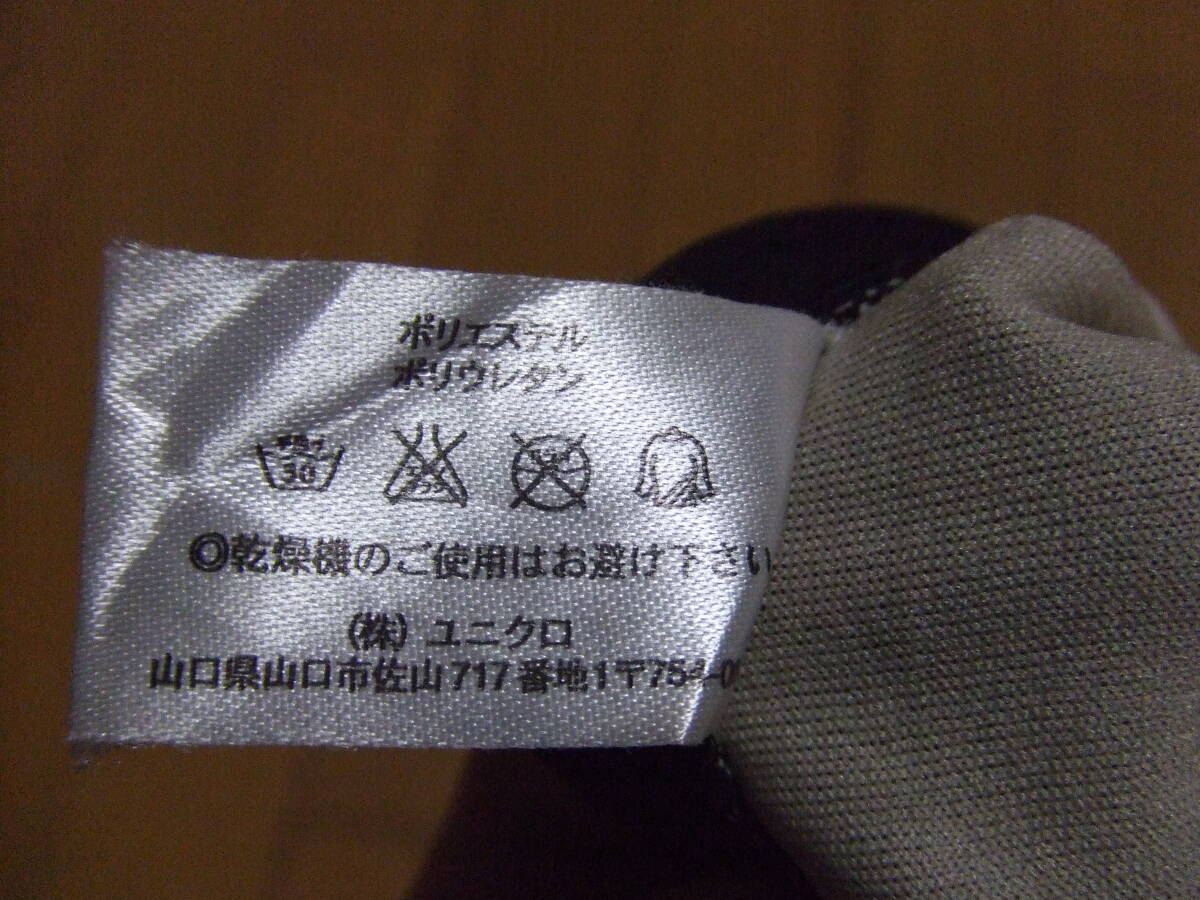 ポリエステル
ポリウレタン
30
◎乾燥機のご使用はお避け下さい
(株) ユニクロ
山口県山口市佐山717番地1〒754-0